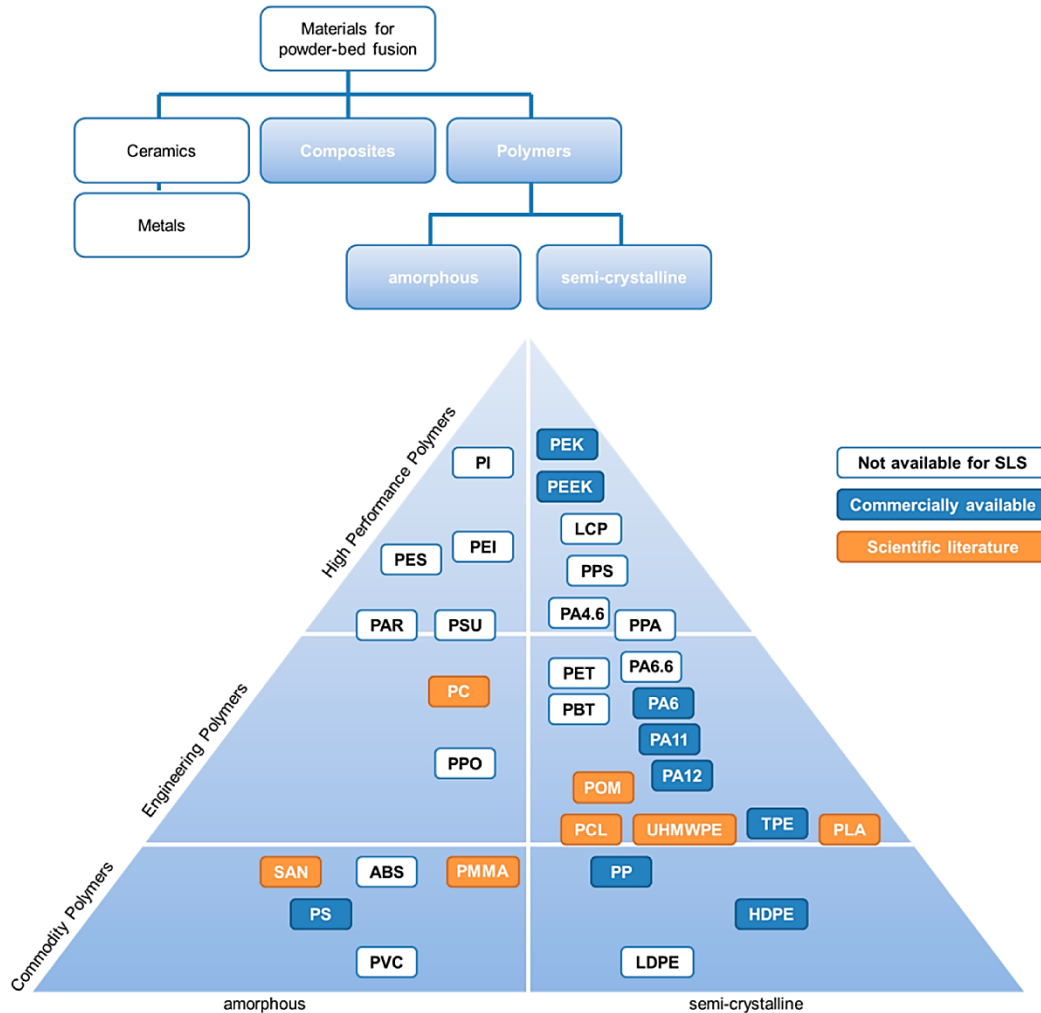 Materials for
powder-bed fusion
Ceramics
Composites
Polymers
Metals
amorphous
semi-crystalline
High Performance Polymers
PI
PEK
PEEK
LCP
PEI
PES
PPS
PA4.6
PAR
PSU
PPA
Not available for SLS
Commercially available
Scientific literature
Engineering Polymers
PC
PPO
PET
PA6.6
PBT
PA6
PA11
PA12
POM
PCL
UHMWPE
TPE
PLA
Commodity Polymers
SAN
ABS
PMMA
PP
PS
HDPE
PVC
LDPE
amorphous
semi-crystalline